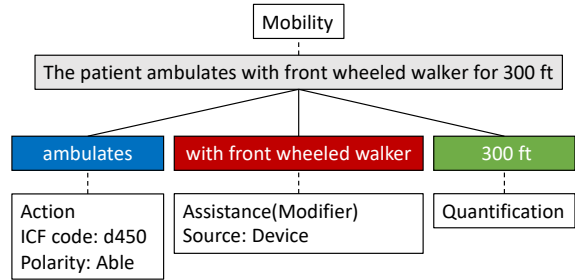 Mobility
The patient ambulates with front wheeled walker for 300 ft
ambulates
with front wheeled walker
300 ft
Action
ICF code: d450
Polarity: Able
Assistance(Modifier)
Source: Device
Quantification